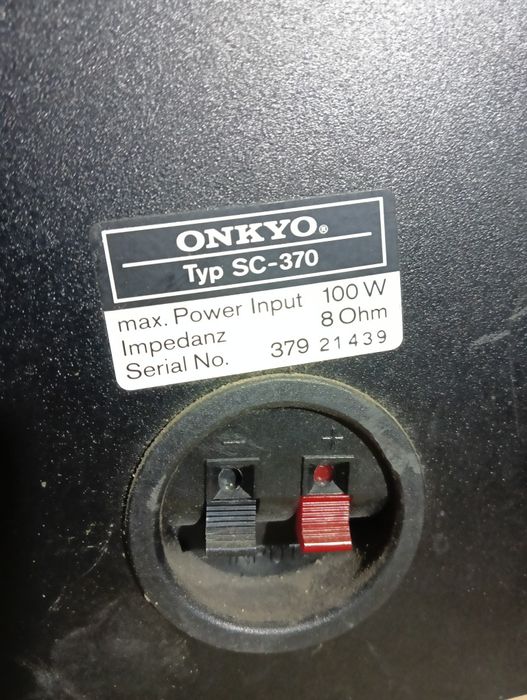 ONKYO®
Typ SC-370
max. Power Input 100 W
Impedanz 8 Ohm
Serial No. 379 21439
- +